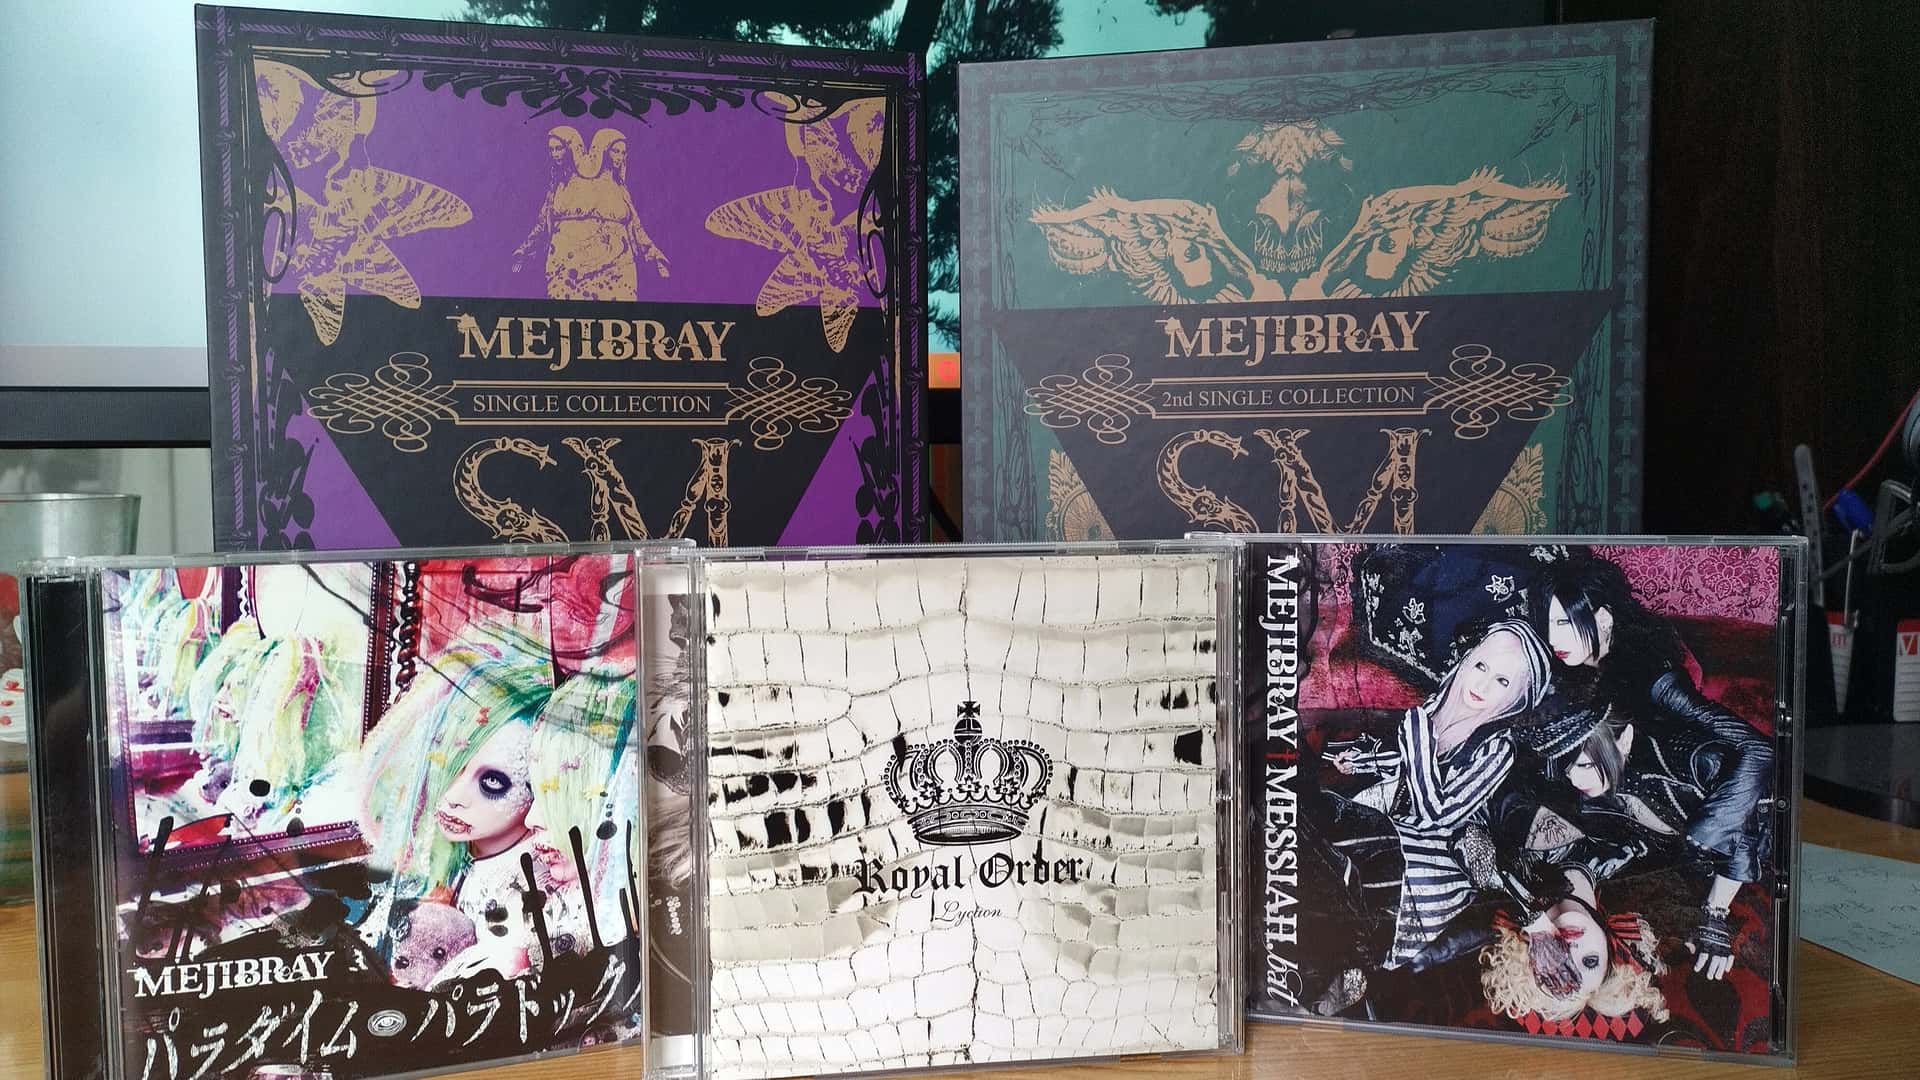 MEJIBRAY
SINGLE COLLECTION
SM
MEJIBRAY
2nd SINGLE COLLECTION
SM
MEJIBRAY
パラダイム パラドック
Royal Order
Lyction
MEJIBRAY†MESSIAH.bat